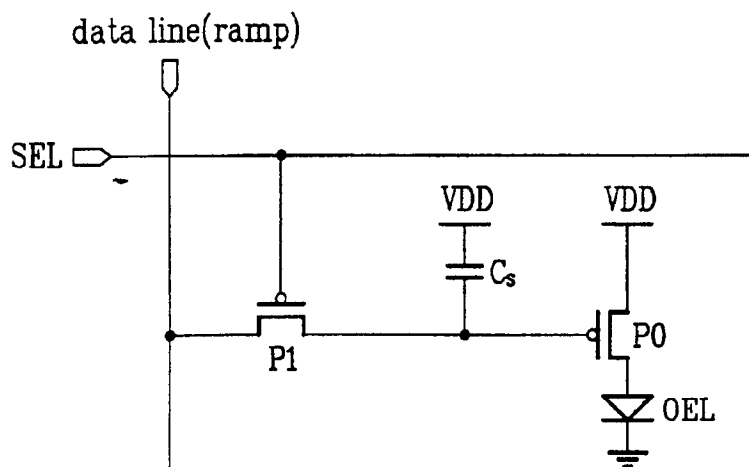 data line(ramp)
SEL
VDD
VDD
Cs
P1
P0
OEL